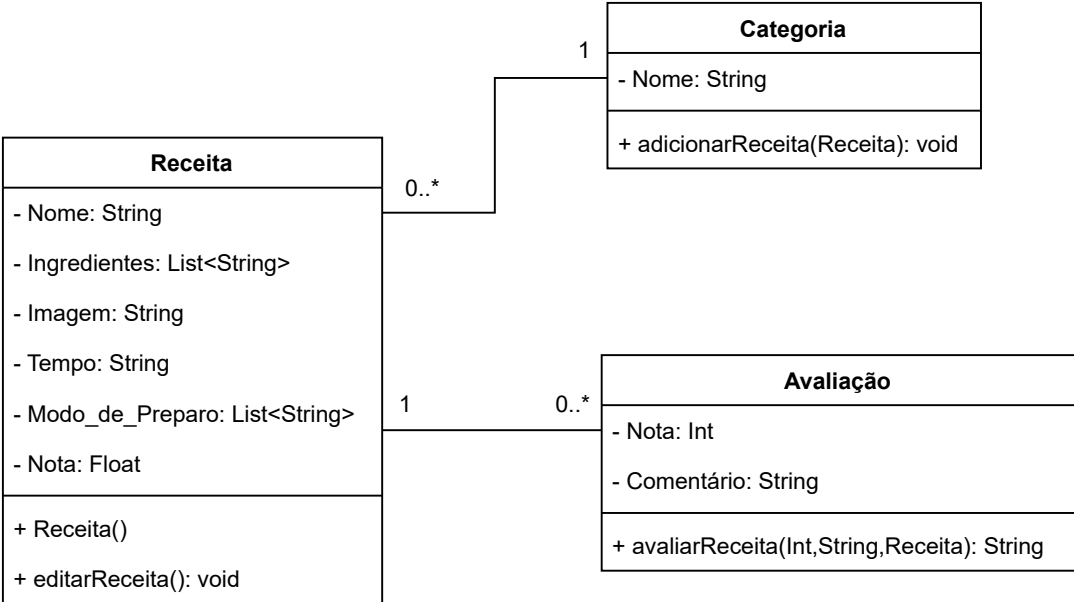 Categoria
- Nome: String
+ adicionarReceita(Receita): void
1
0..*
Receita
- Nome: String
- Ingredientes: List<String>
- Imagem: String
- Tempo: String
- Modo_de_Preparo: List<String>
- Nota: Float
+ Receita()
+ editarReceita(): void
1
0..*
Avaliação
- Nota: Int
- Comentário: String
+ avaliarReceita(Int,String,Receita): String